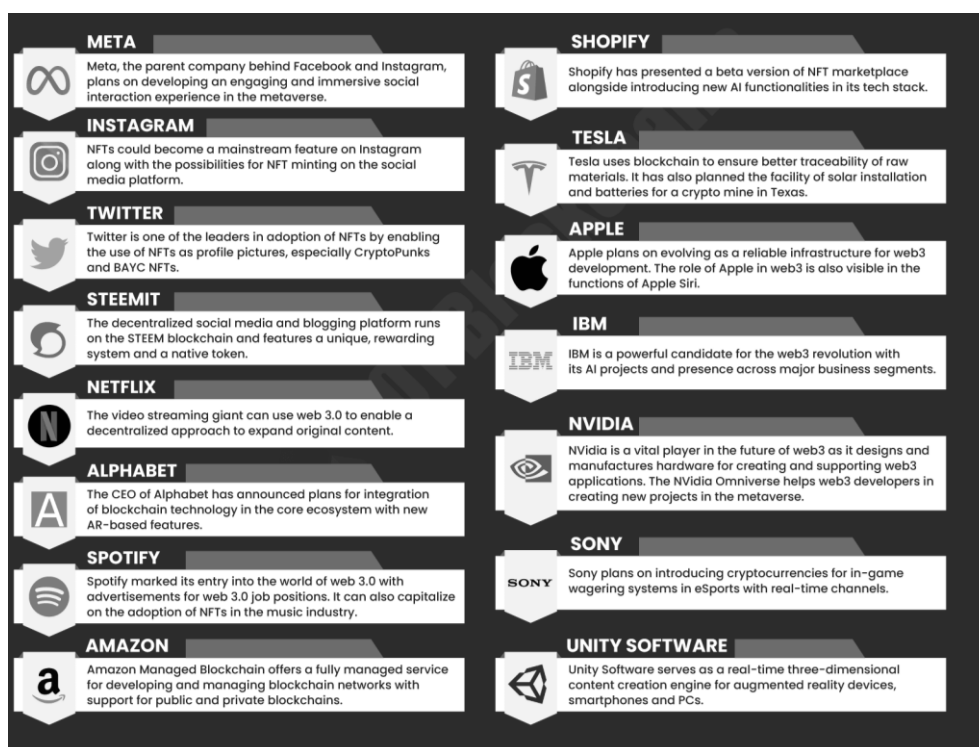 META
Meta, the parent company behind Facebook and Instagram,
plans on developing an engaging and immersive social
interaction experience in the metaverse.
INSTAGRAM
NFTs could become a mainstream feature on Instagram
along with the possibilities for NFT minting on the social
media platform.
TWITTER
Twitter is one of the leaders in adoption of NFTs by enabling
the use of NFTs as profile pictures, especially CryptoPunks
and BAYC NFTs.
STEEMIT
The decentralized social media and blogging platform runs
on the STEEM blockchain and features a unique, rewarding
system and a native token.
NETFLIX
N
The video streaming giant can use web 3.0 to enable a
decentralized approach to expand original content.
ALPHABET
A
The CEO of Alphabet has announced plans for integration
of blockchain technology in the core ecosystem with new
AR-based features.
SPOTIFY
Spotify marked its entry into the world of web 3.0 with
advertisements for web 3.0 job positions. It can also capitalize
on the adoption of NFTs in the music industry.
AMAZON
a
Amazon Managed Blockchain offers a fully managed service
for developing and managing blockchain networks with
support for public and private blockchains.
SHOPIFY
S
Shopify has presented a beta version of NFT marketplace
alongside introducing new AI functionalities in its tech stack.
TESLA
Tesla uses blockchain to ensure better traceability of raw
materials. It has also planned the facility of solar installation
and batteries for a crypto mine in Texas.
APPLE
Apple plans on evolving as a reliable infrastructure for web3
development. The role of Apple in web3 is also visible in the
functions of Apple Siri.
IBM
IBM
IBM is a powerful candidate for the web3 revolution with
its AI projects and presence across major business segments.
NVIDIA
NVidia is a vital player in the future of web3 as it designs and
manufactures hardware for creating and supporting web3
applications. The NVidia Omniverse helps web3 developers in
creating new projects in the metaverse.
SONY
SONY
Sony plans on introducing cryptocurrencies for in-game
wagering systems in eSports with real-time channels.
UNITY SOFTWARE
Unity Software serves as a real-time three-dimensional
content creation engine for augmented reality devices,
smartphones and PCs.